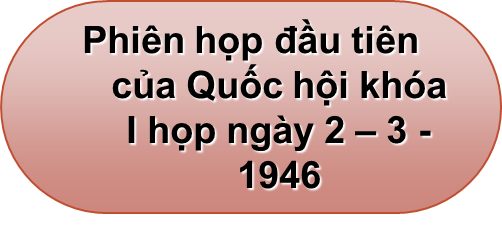 Phiên họp đầu tiên
của Quốc hội khóa
I họp ngày 2 – 3 -
1946